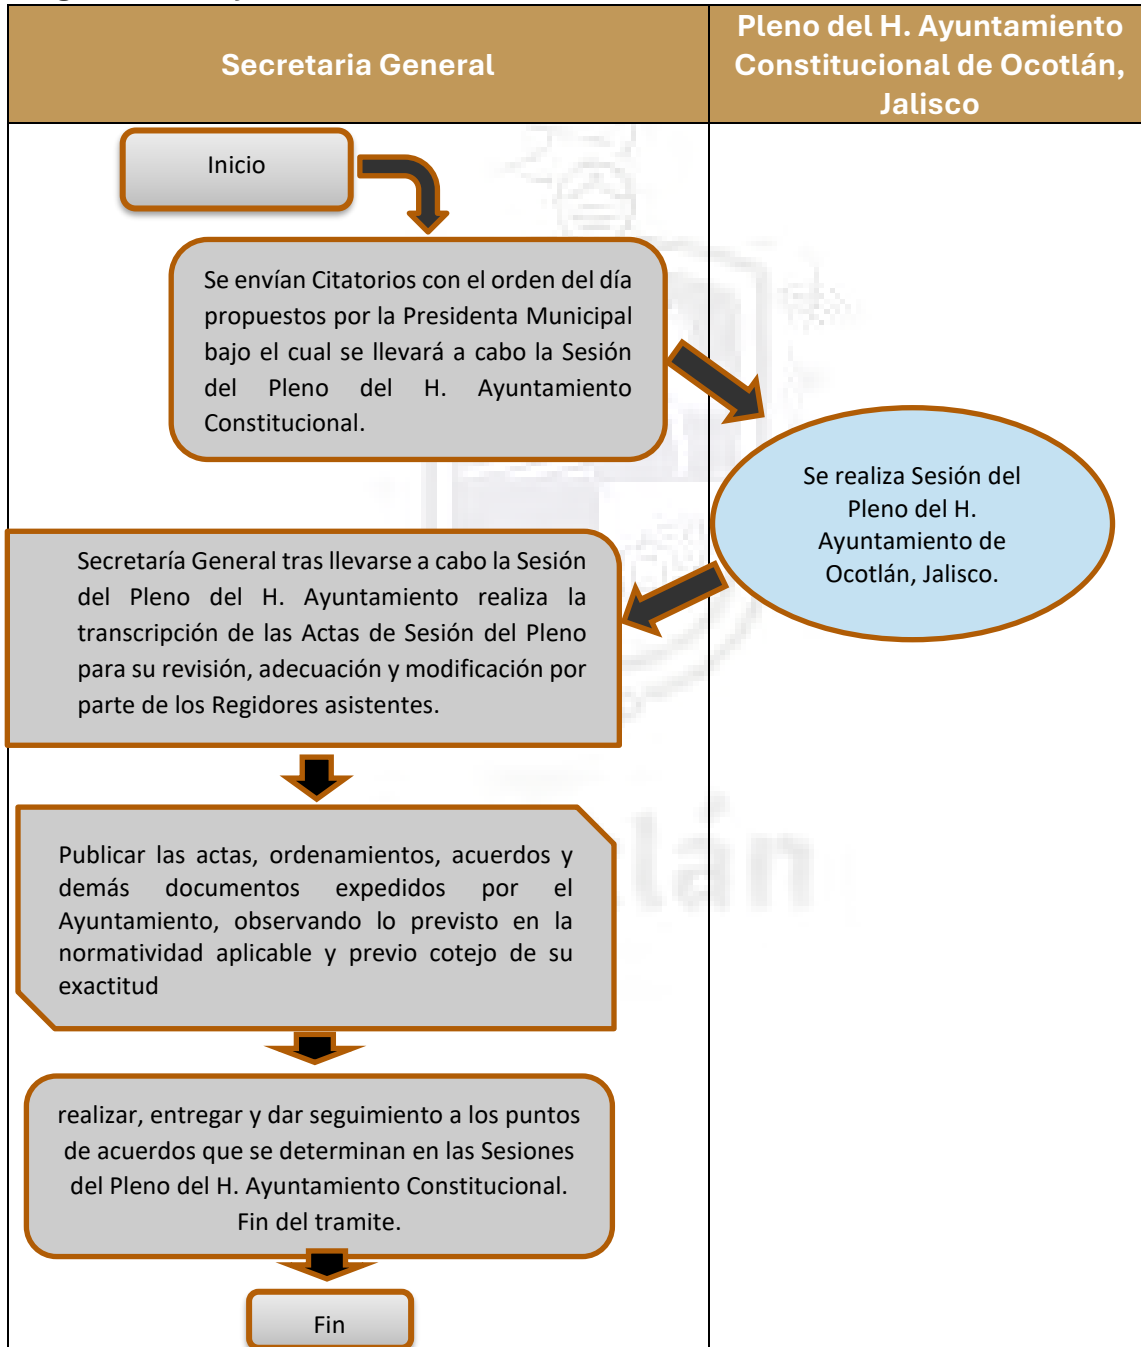 Secretaria General
Pleno del H. Ayuntamiento
Constitucional de Ocotlán,
Jalisco
Inicio
Se envían Citatorios con el orden del día
propuestos por la Presidenta Municipal
bajo el cual se llevará a cabo la Sesión
del Pleno del H. Ayuntamiento
Constitucional.
Se realiza Sesión del
Pleno del H.
Ayuntamiento de
Ocotlán, Jalisco.
Secretaría General tras llevarse a cabo la Sesión
del Pleno del H. Ayuntamiento realiza la
transcripción de las Actas de Sesión del Pleno
para su revisión, adecuación y modificación por
parte de los Regidores asistentes.
Publicar las actas, ordenamientos, acuerdos y
demás documentos expedidos por el
Ayuntamiento, observando lo previsto en la
normatividad aplicable y previo cotejo de su
exactitud
realizar, entregar y dar seguimiento a los puntos
de acuerdos que se determinan en las Sesiones
del Pleno del H. Ayuntamiento Constitucional.
Fin del tramite.
Fin